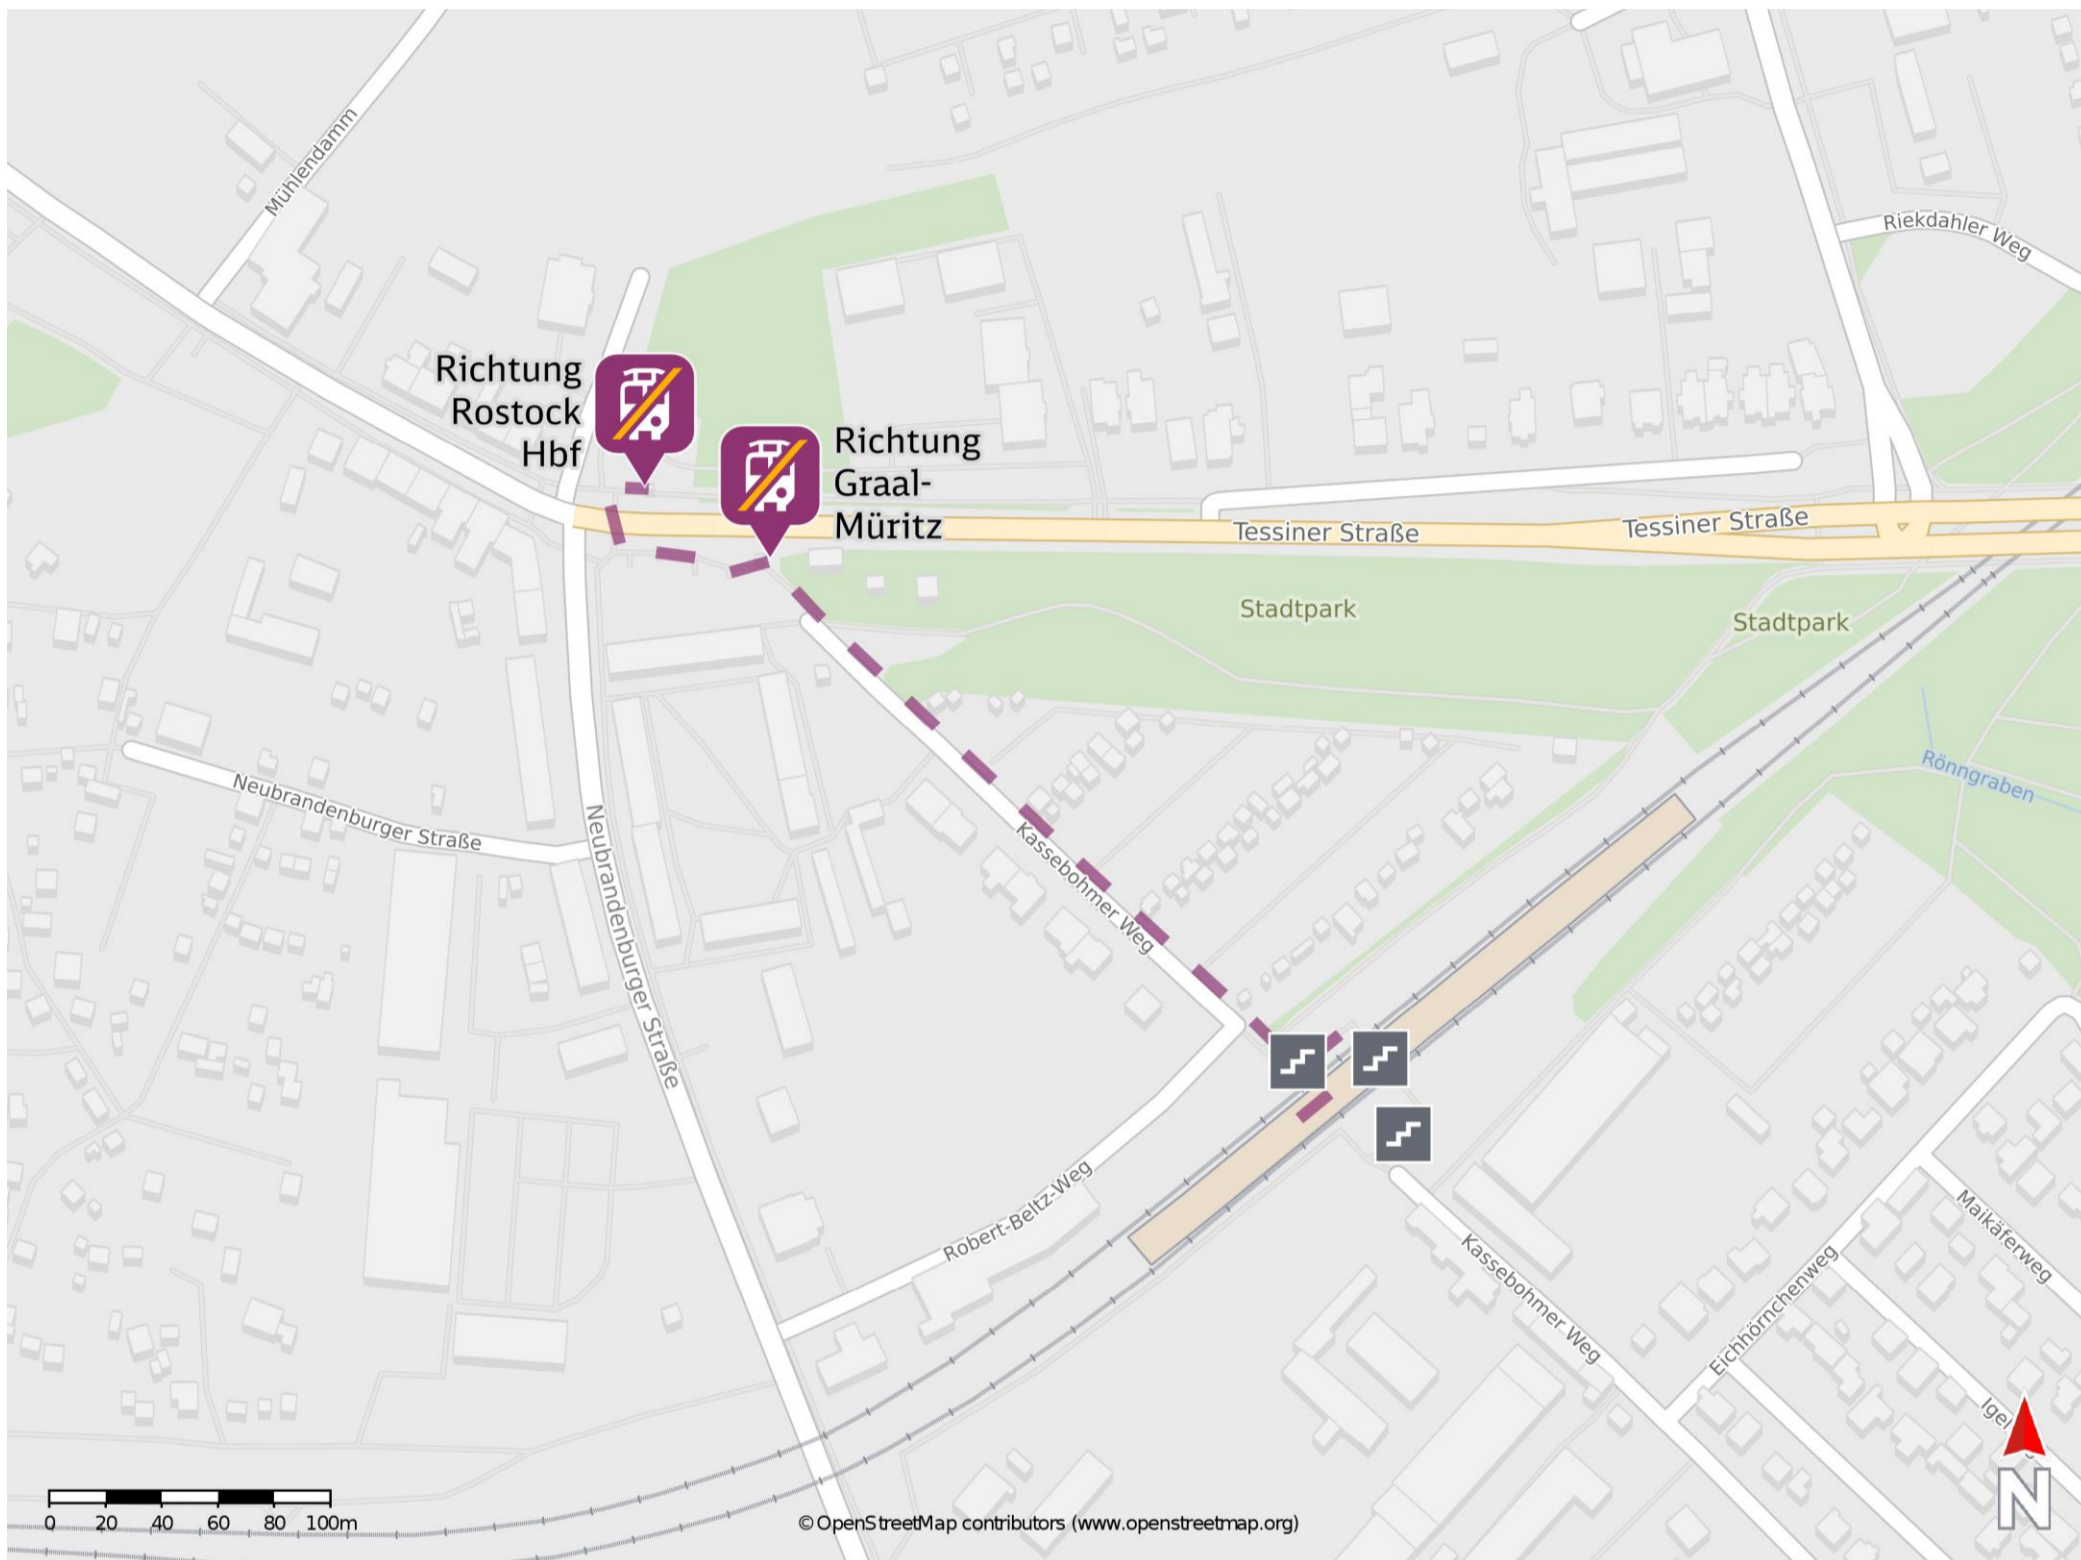 Mühlendamm
Riekdahler Weg
Richtung
Rostock
Hbf
Richtung
Graal-
Müritz
Tessiner Straße
Tessiner Straße
Stadtpark
Stadtpark
Rönngraben
Neubrandenburger Straße
Neubrandenburger Straße
Kassebohmer Weg
Robert-Beltz-Weg
Kassebohmer Weg
Eichhörnchenweg
Maikäferweg
N
0 20 40 60 80 100m
©OpenStreetMap contributors (www.openstreetmap.org)